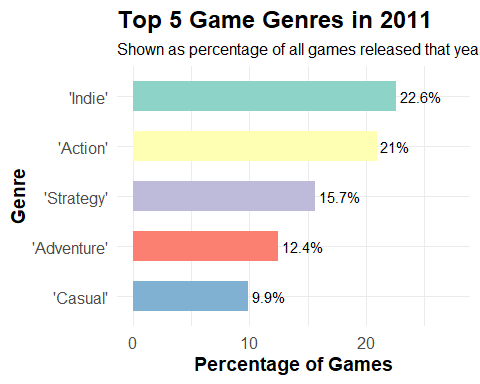 Top 5 Game Genres in 2011
Shown as percentage of all games released that yea
'Indie' 22.6%
'Action' 21%
'Strategy' 15.7%
'Adventure' 12.4%
'Casual' 9.9%
Genre
0 10 20
Percentage of Games